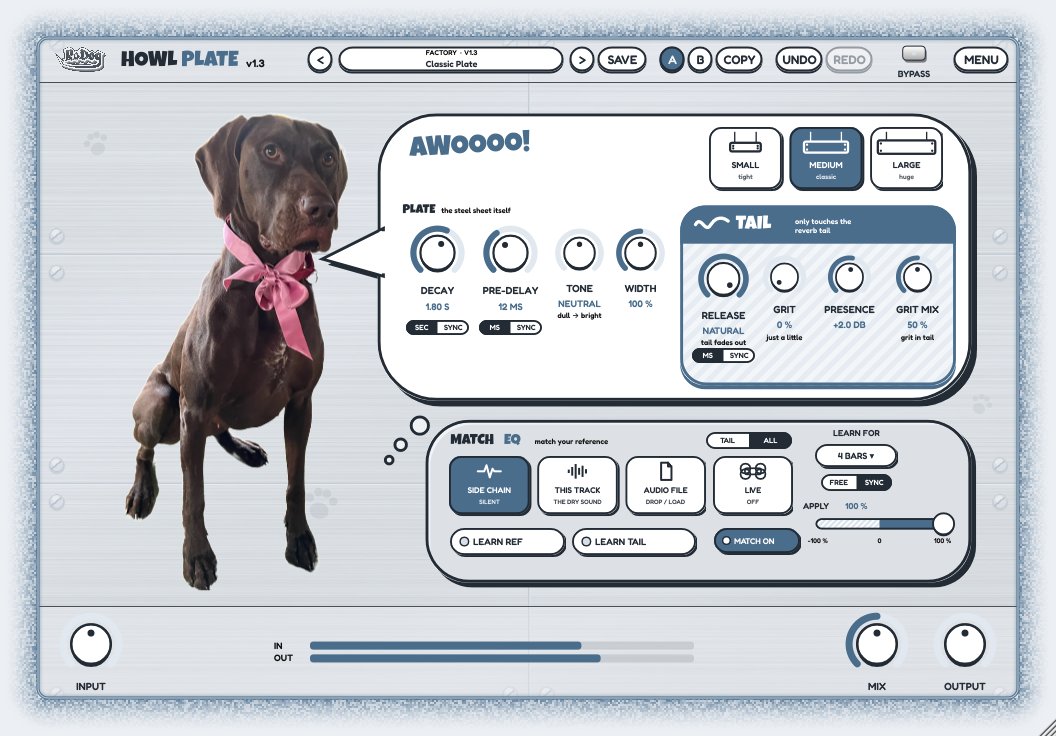 K9Dog
HOWL PLATE v1.3
<
FACTORY · V1.3
Classic Plate
>
SAVE
A
B
COPY
UNDO
REDO
BYPASS
MENU
AWOOOO!
SMALL
tight
MEDIUM
classic
LARGE
huge
PLATE the steel sheet itself
DECAY
1.80 S
SEC SYNC
PRE-DELAY
12 MS
MS SYNC
TONE
NEUTRAL
dull → bright
WIDTH
100 %
TAIL
only touches the
reverb tail
RELEASE
NATURAL
tail fades out
MS SYNC
GRIT
0 %
just a little
PRESENCE
+2.0 DB
GRIT MIX
50 %
grit in tail
MATCH EQ match your reference
TAIL ALL
LEARN FOR
4 BARS ▾
FREE SYNC
SIDE CHAIN
SILENT
THIS TRACK
THE DRY SOUND
AUDIO FILE
DROP / LOAD
LIVE
OFF
APPLY 100 %
-100 % 0 100 %
LEARN REF
LEARN TAIL
MATCH ON
INPUT
IN
OUT
MIX
OUTPUT